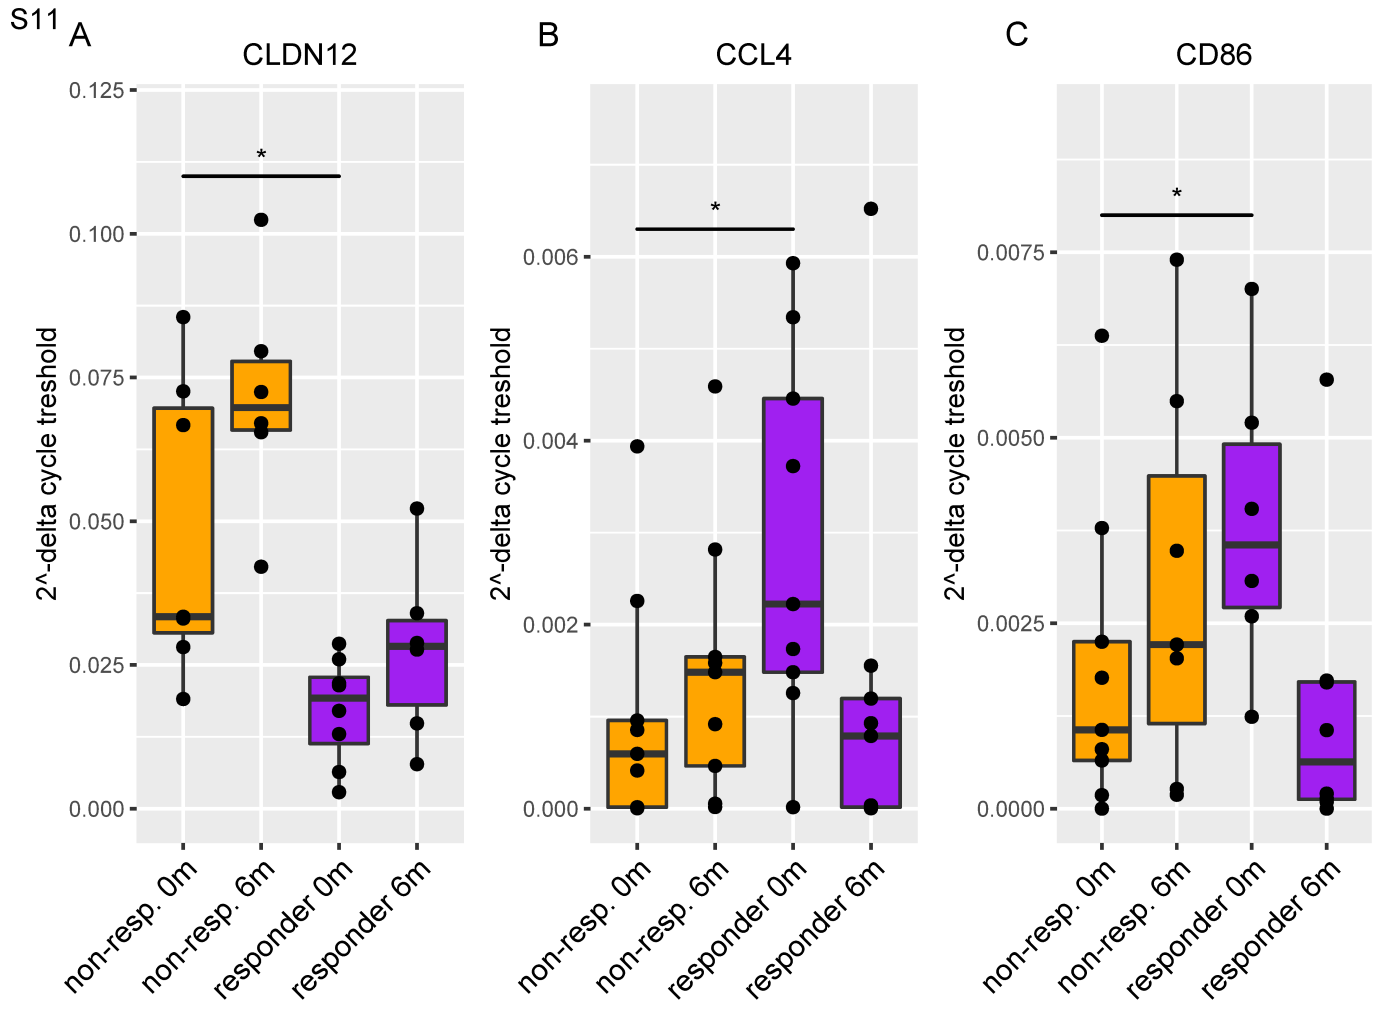 S11
A
CLDN12
2^-delta cycle treshold
0.125
0.100
0.075
0.050
0.025
0.000
*
non-resp. 0m
non-resp. 6m
responder 0m
responder 6m
B
CCL4
2^-delta cycle treshold
0.006
0.004
0.002
0.000
*
non-resp. 0m
non-resp. 6m
responder 0m
responder 6m
C
CD86
2^-delta cycle treshold
0.0075
0.0050
0.0025
0.0000
*
non-resp. 0m
non-resp. 6m
responder 0m
responder 6m